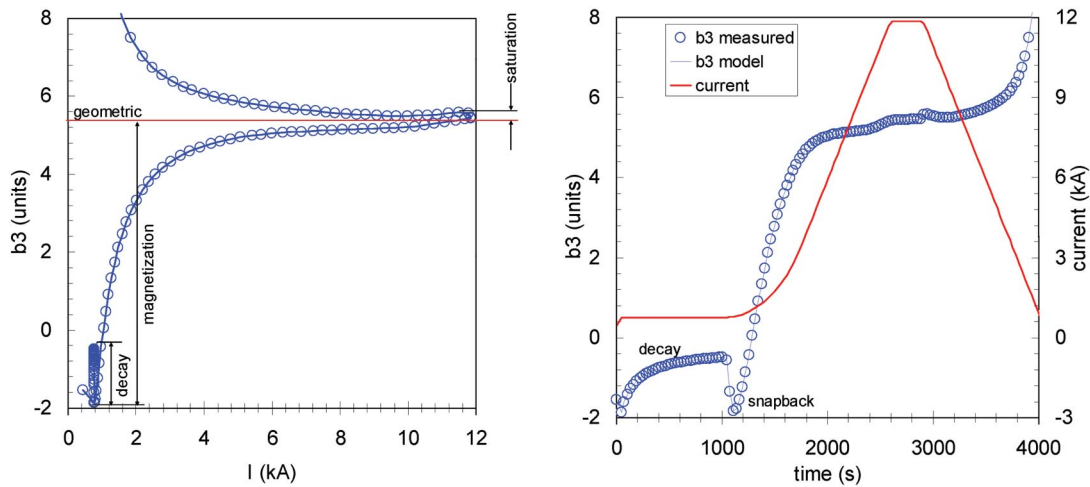 8
6
4
2
0
-2
b3 (units)
geometric
saturation
magnetization
decay
0
2
4
6
8
10
12
I (kA)
8
6
4
2
0
-2
b3 (units)
b3 measured
b3 model
current
decay
snapback
12
9
6
3
0
-3
current (kA)
0
1000
2000
3000
4000
time (s)